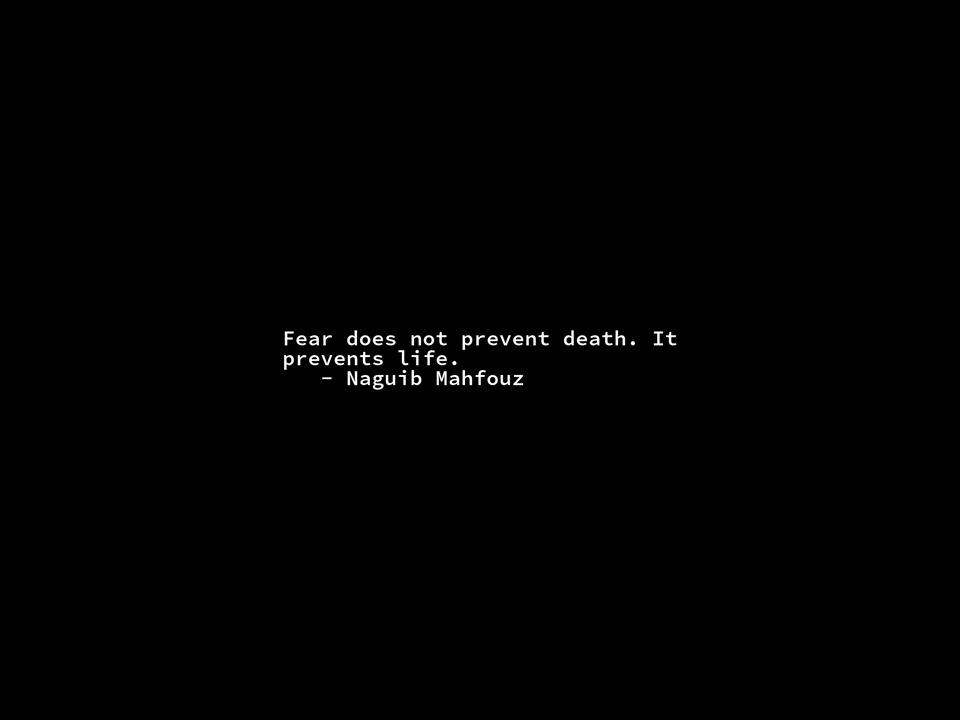 Fear does not prevent death. It
prevents life.
- Naguib Mahfouz